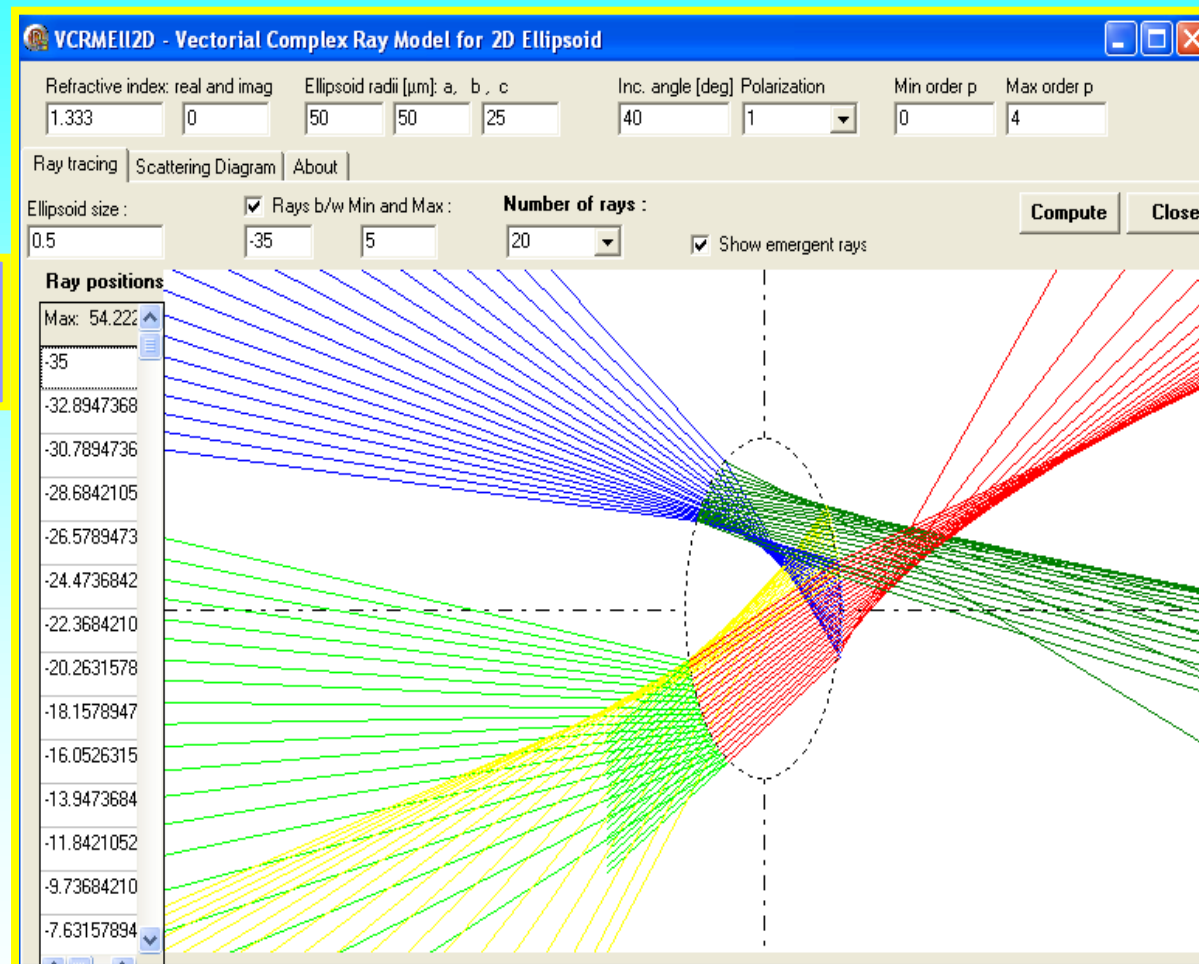 VCRMEll2D - Vectorial Complex Ray Model for 2D Ellipsoid
Refractive index: real and imag Ellipsoid radii [µm]: a, b , c Inc. angle [deg] Polarization Min order p Max order p
1.333 0 50 50 25 40 1 0 4
Ray tracing Scattering Diagram About
Ellipsoid size : Rays b/w Min and Max : Number of rays : Compute Close
0.5 -35 5 20 Show emergent rays
Ray positions
Max: 54.222
-35
-32.8947368
-30.7894736
-28.6842105
-26.5789473
-24.4736842
-22.3684210
-20.2631578
-18.1578947
-16.0526315
-13.9473684
-11.8421052
-9.73684210
-7.63157894